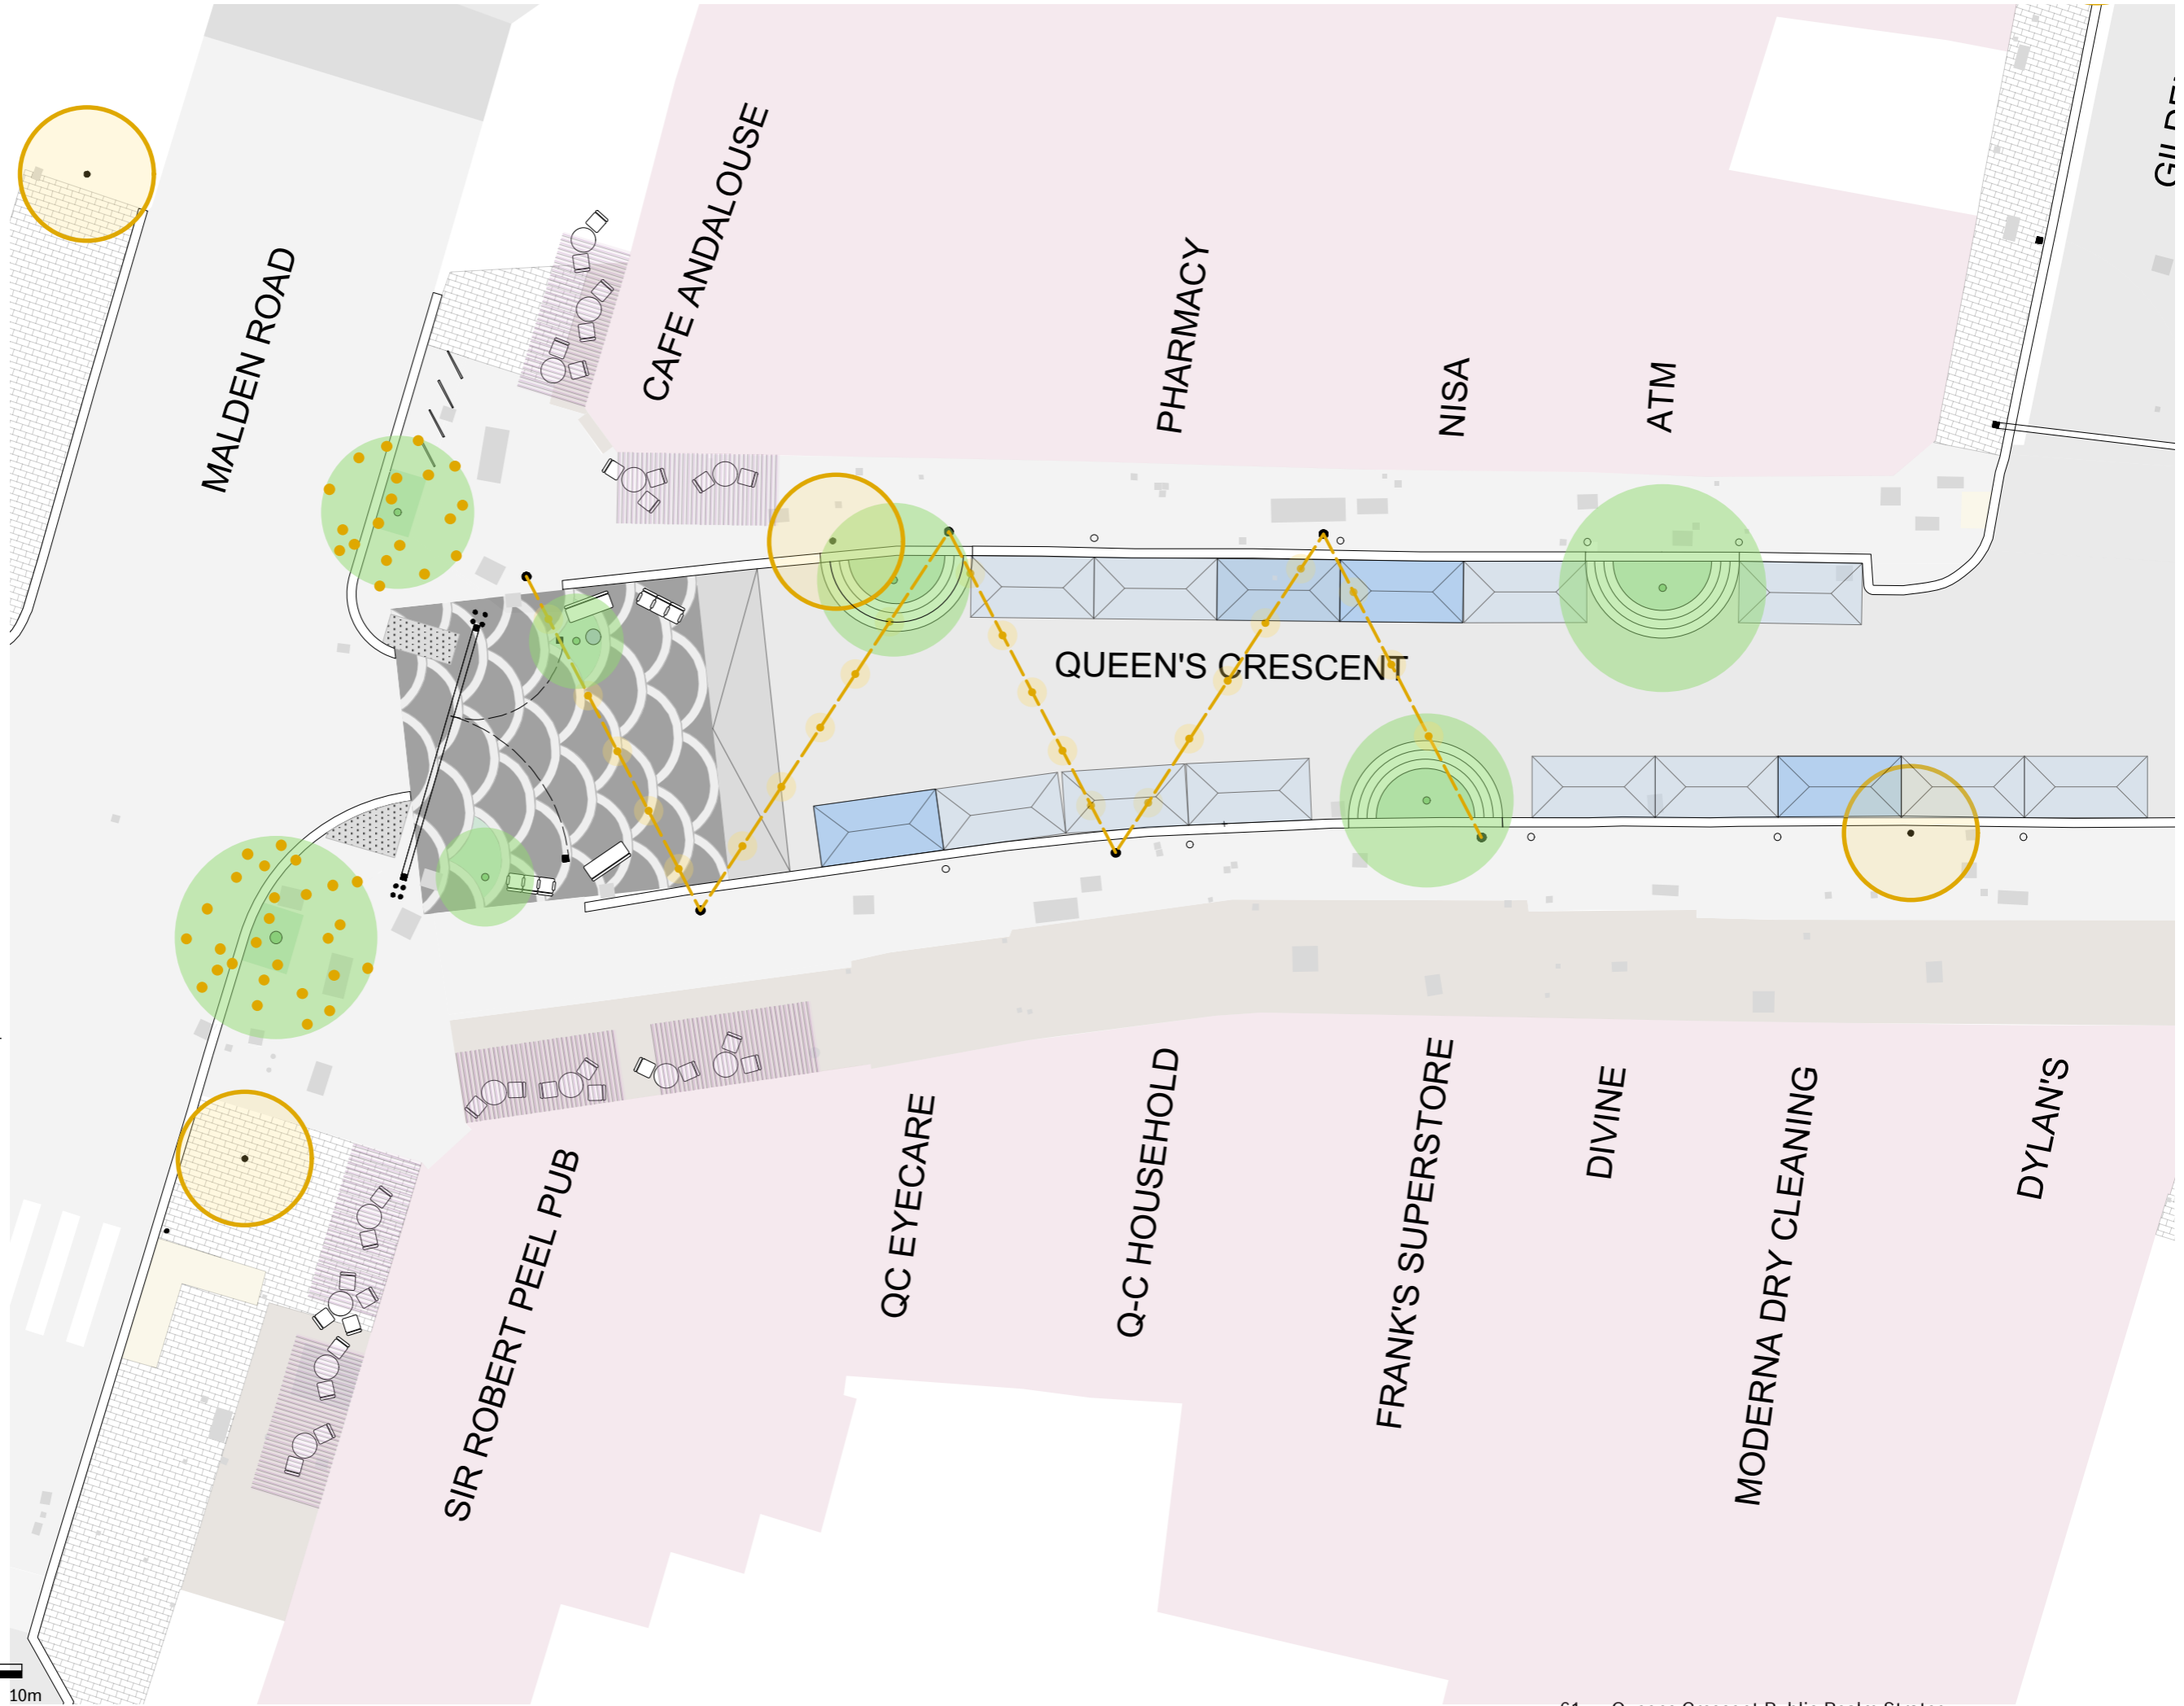 CAFE ANDALOUSE
MALDEN ROAD
PHARMACY
NISA
ATM
QUEEN'S CRESCENT
SIR ROBERT PEEL PUB
QC EYECARE
Q-C HOUSEHOLD
FRANK'S SUPERSTORE
DIVINE
MODERNA DRY CLEANING
DYLAN'S
10m